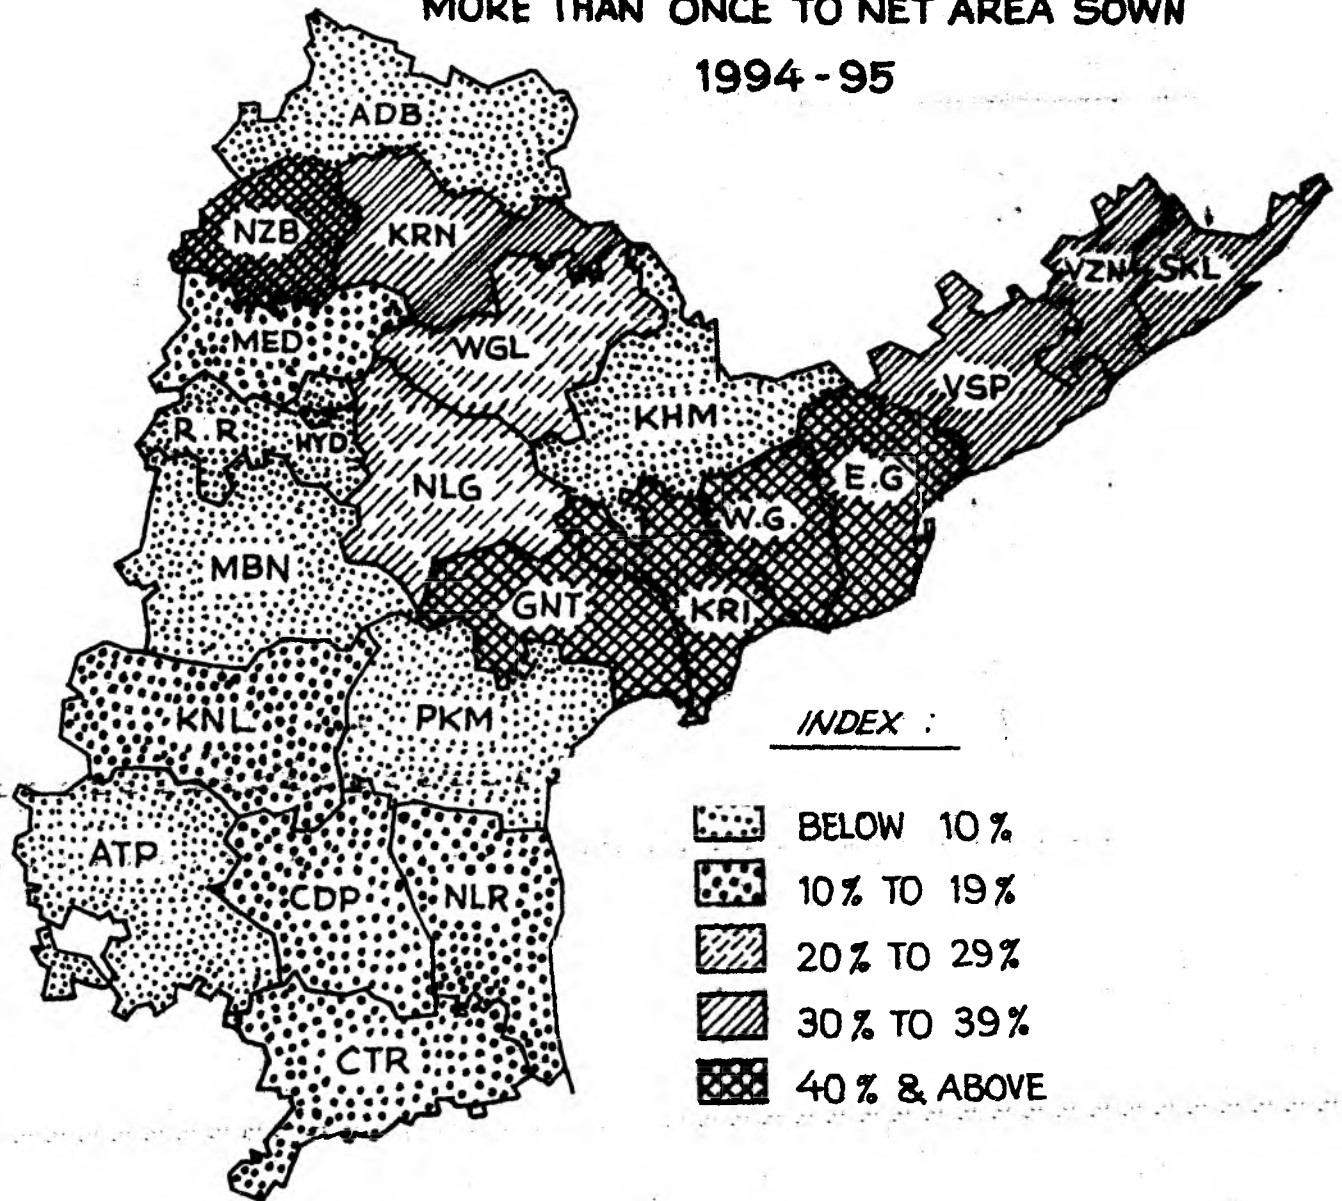 MORE THAN ONCE TO NET AREA SOWN
1994-95
ADB
NZB
KRN
VZN
SKL
MED
WGL
VSP
R.R
HYD
KHM
NLG
E.G
W.G.
MBN
GNT
KRI
KNL
PKM
INDEX :
BELOW 10%
ATP
CDP
NLR
10% TO 19%
20% TO 29%
30% TO 39%
CTR
40% & ABOVE